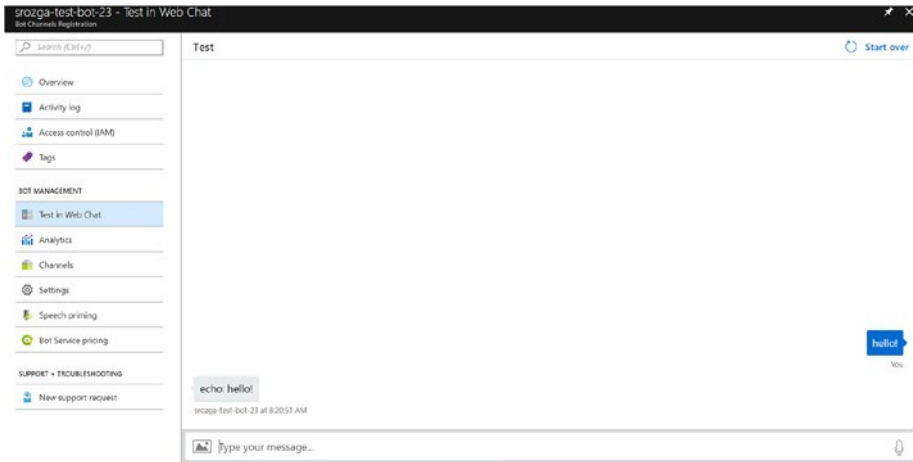 srozga-test-bot-23 - Test in Web Chat
Bot Channels Registration
Search (Ctrl+/)
Test
Start over
Overview
Activity log
Access control (IAM)
Tags
BOT MANAGEMENT
Test in Web Chat
Analytics
Channels
Settings
Speech priming
Bot Service pricing
SUPPORT + TROUBLESHOOTING
New support request
hello!
You
echo: hello!
srozga-test-bot-23 at 8:20:51 AM
Type your message...